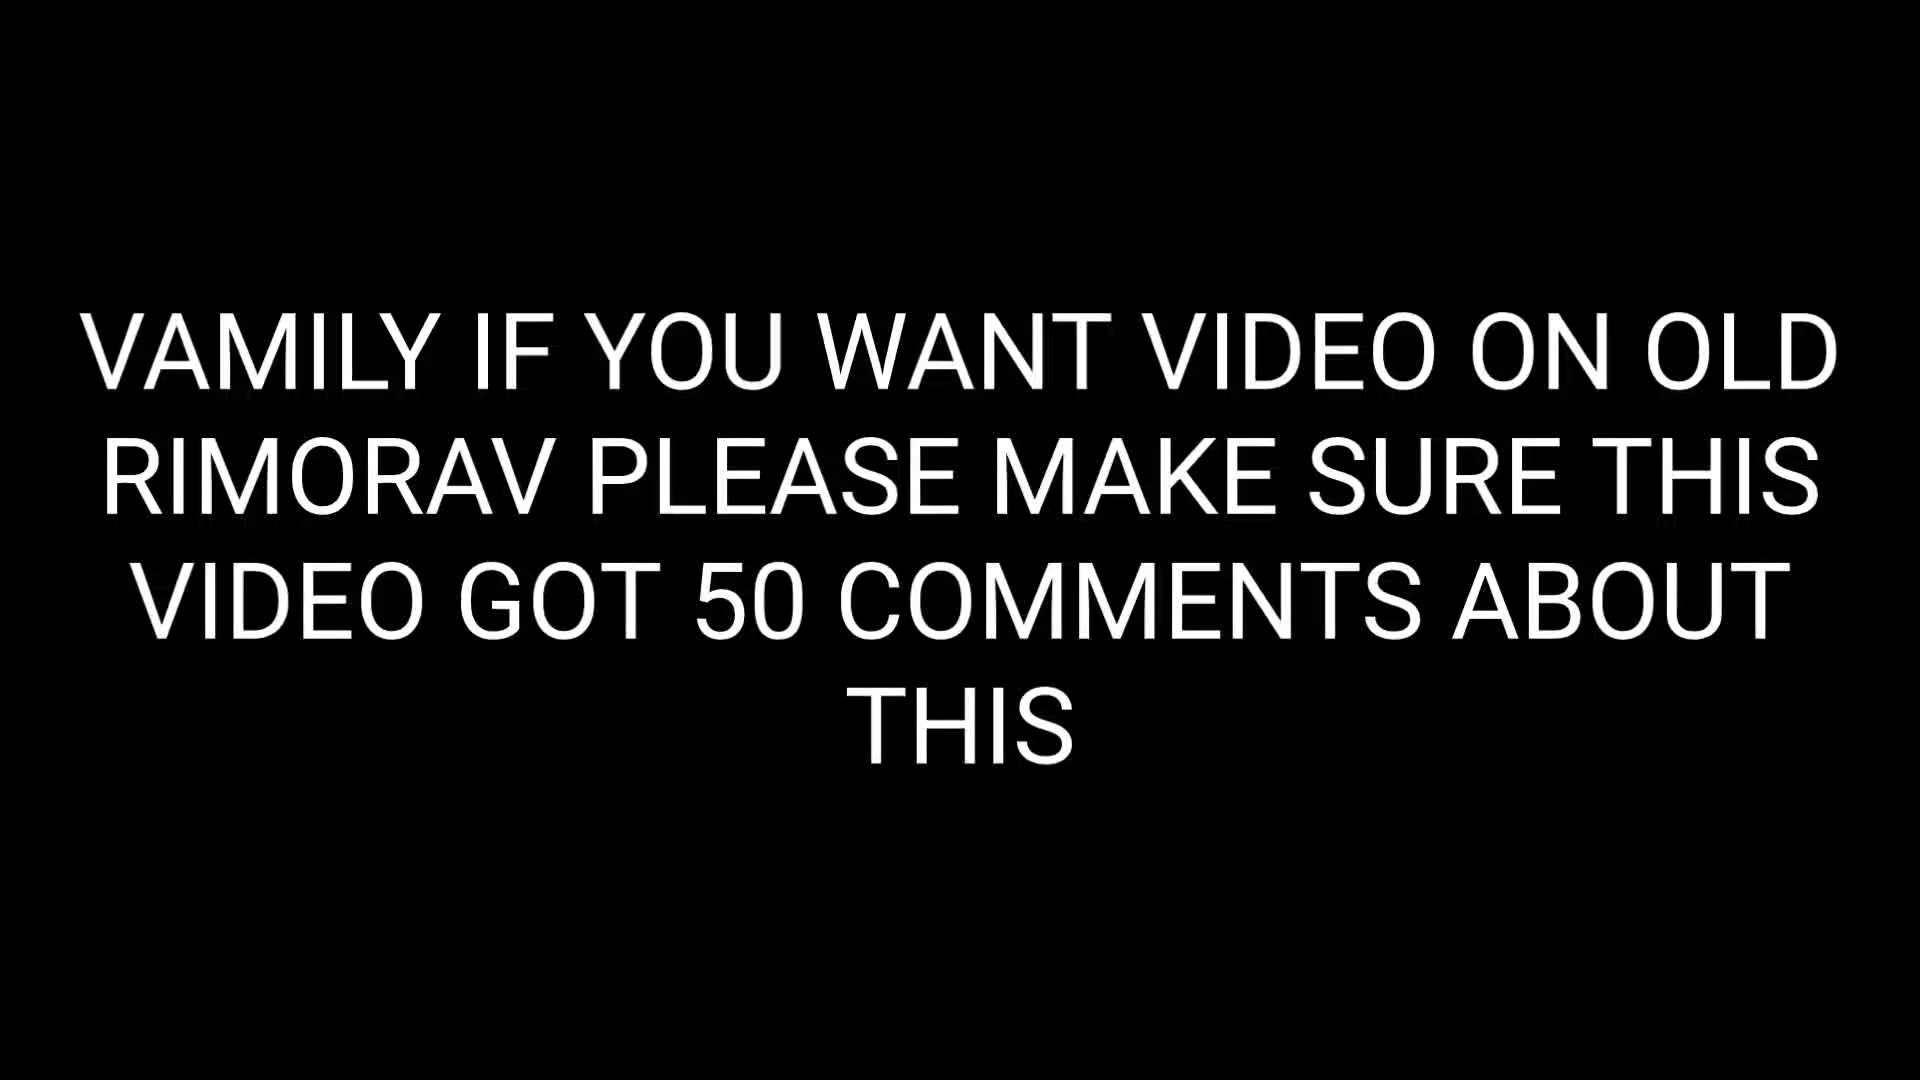 VAMILY IF YOU WANT VIDEO ON OLD
RIMORAV PLEASE MAKE SURE THIS
VIDEO GOT 50 COMMENTS ABOUT
THIS